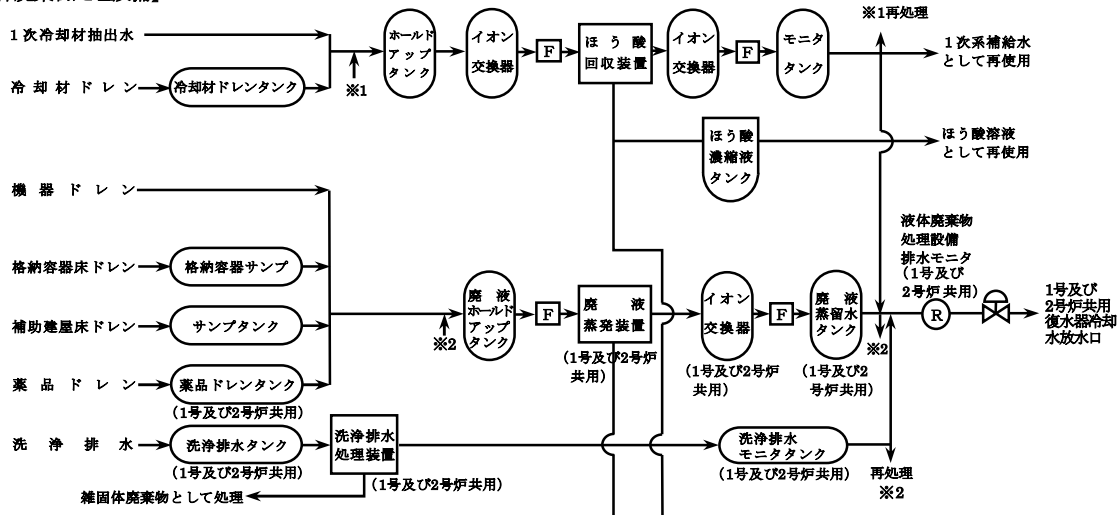 ※1再処理
1次冷却材抽出水
ホールド
アップ
タンク
イオン
交換器
F
ほう酸
回収装置
イオン
交換器
F
モニタ
タンク
1次系補給水
として再使用
冷却材ドレン
冷却材ドレンタンク
※1
ほう酸
濃縮液
タンク
ほう酸溶液
として再使用
機器ドレン
液体廃棄物
処理設備
排水モニタ
(1号及び
2号炉共用)
格納容器床ドレン
格納容器サンプ
補助建屋床ドレン
サンプタンク
※2
廃液
ホールド
アップ
タンク
F
廃液
蒸発装置
(1号及び2号炉
共用)
イオン
交換器
(1号及び2号炉
共用)
F
廃液
蒸留水
タンク
(1号及び2
号炉共用)
※2
R
1号及び
2号炉共用
復水器冷却
水放水口
薬品ドレン
薬品ドレンタンク
(1号及び2号炉共用)
洗浄排水
洗浄排水タンク
(1号及び2号炉共用)
洗浄排水
処理装置
(1号及び2号炉共用)
洗浄排水
モニタタンク
(1号及び2号炉共用)
再処理
※2
雑固体廃棄物として処理